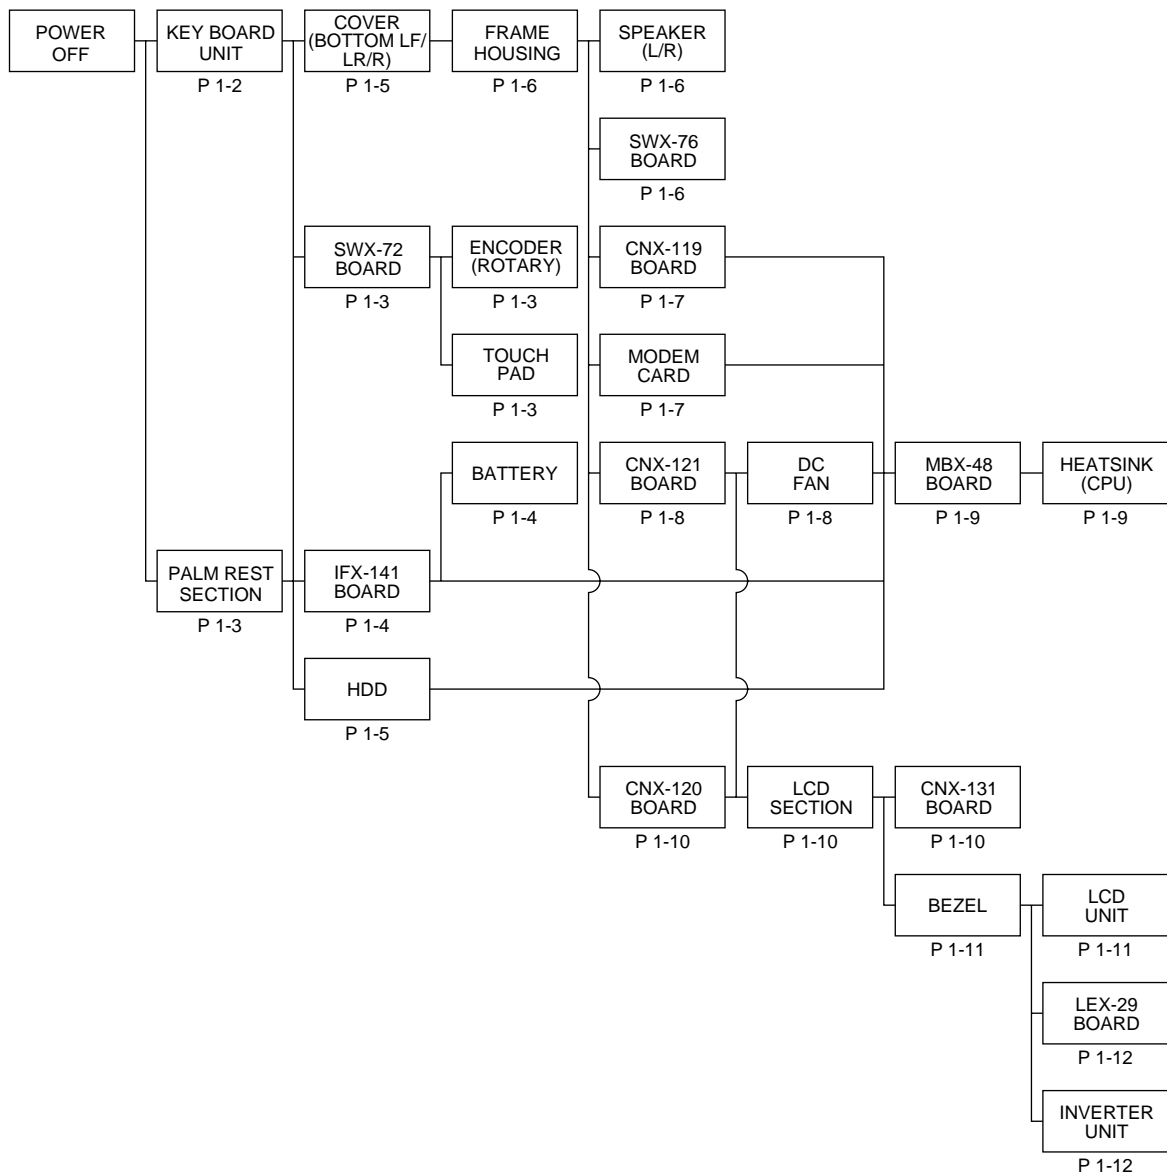 POWER
OFF
KEY BOARD
UNIT
P 1-2
COVER
(BOTTOM LF/
LR/R)
P 1-5
FRAME
HOUSING
P 1-6
SPEAKER
(L/R)
P 1-6
SWX-76
BOARD
P 1-6
SWX-72
BOARD
P 1-3
ENCODER
(ROTARY)
P 1-3
CNX-119
BOARD
P 1-7
TOUCH
PAD
P 1-3
MODEM
CARD
P 1-7
BATTERY
P 1-4
CNX-121
BOARD
P 1-8
DC
FAN
P 1-8
MBX-48
BOARD
P 1-9
HEATSINK
(CPU)
P 1-9
PALM REST
SECTION
P 1-3
IFX-141
BOARD
P 1-4
HDD
P 1-5
CNX-120
BOARD
P 1-10
LCD
SECTION
P 1-10
CNX-131
BOARD
P 1-10
BEZEL
P 1-11
LCD
UNIT
P 1-11
LEX-29
BOARD
P 1-12
INVERTER
UNIT
P 1-12